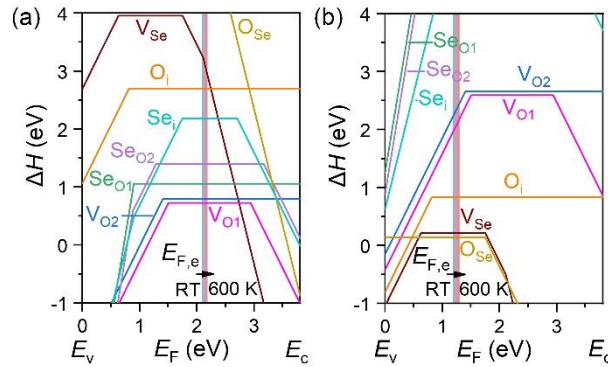 (a)
4
3
2
1
0
-1
ΔH (eV)
V_Se
O_Se
O_i
Se_i
Se_O2
Se_O1
V_O2
V_O1
E_F,e
RT 600 K
0 1 2 3
E_v E_F (eV) E_c
(b)
4
3
2
1
0
-1
ΔH (eV)
Se_O1
Se_O2
Se_i
V_O2
V_O1
O_i
V_Se
O_Se
E_F,e
RT 600 K
0 1 2 3
E_v E_F (eV) E_c